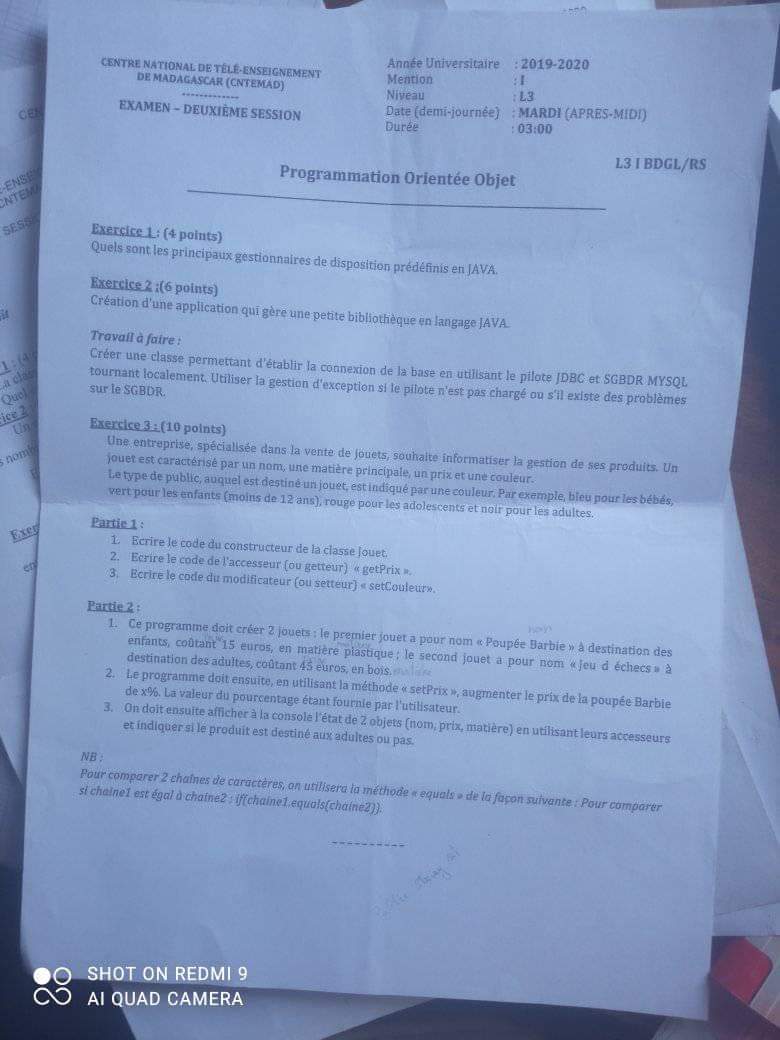 CENTRE NATIONAL DE TÉLÉ-ENSEIGNEMENT
DE MADAGASCAR (CNTEMAD)
-------------
EXAMEN – DEUXIÈME SESSION
Année Universitaire : 2019-2020
Mention : I
Niveau : L3
Date (demi-journée) : MARDI (APRES-MIDI)
Durée : 03:00
L3 I BDGL/RS
Programmation Orientée Objet
Exercice 1 : (4 points)
Quels sont les principaux gestionnaires de disposition prédéfinis en JAVA.
Exercice 2 :(6 points)
Création d'une application qui gère une petite bibliothèque en langage JAVA.
Travail à faire :
Créer une classe permettant d'établir la connexion de la base en utilisant le pilote JDBC et SGBDR MYSQL
tournant localement. Utiliser la gestion d'exception si le pilote n'est pas chargé ou s'il existe des problèmes
sur le SGBDR.
Exercice 3 : (10 points)
Une entreprise, spécialisée dans la vente de jouets, souhaite informatiser la gestion de ses produits. Un
jouet est caractérisé par un nom, une matière principale, un prix et une couleur.
Le type de public, auquel est destiné un jouet, est indiqué par une couleur. Par exemple, bleu pour les bébés,
vert pour les enfants (moins de 12 ans), rouge pour les adolescents et noir pour les adultes.
Partie 1 :
1. Ecrire le code du constructeur de la classe Jouet.
2. Ecrire le code de l'accesseur (ou getteur) « getPrix ».
3. Ecrire le code du modificateur (ou setteur) « setCouleur».
Partie 2 :
1. Ce programme doit créer 2 jouets : le premier jouet a pour nom « Poupée Barbie » à destination des
enfants, coûtant 15 euros, en matière plastique ; le second jouet a pour nom « jeu d échecs » à
destination des adultes, coûtant 45 euros, en bois.
2. Le programme doit ensuite, en utilisant la méthode « setPrix », augmenter le prix de la poupée Barbie
de x%. La valeur du pourcentage étant fournie par l'utilisateur.
3. On doit ensuite afficher à la console l'état de 2 objets (nom, prix, matière) en utilisant leurs accesseurs
et indiquer si le produit est destiné aux adultes ou pas.
NB :
Pour comparer 2 chaînes de caractères, on utilisera la méthode « equals » de la façon suivante : Pour comparer
si chaine1 est égal à chaine2 : if(chaine1.equals(chaine2)).
----------
SHOT ON REDMI 9
AI QUAD CAMERA